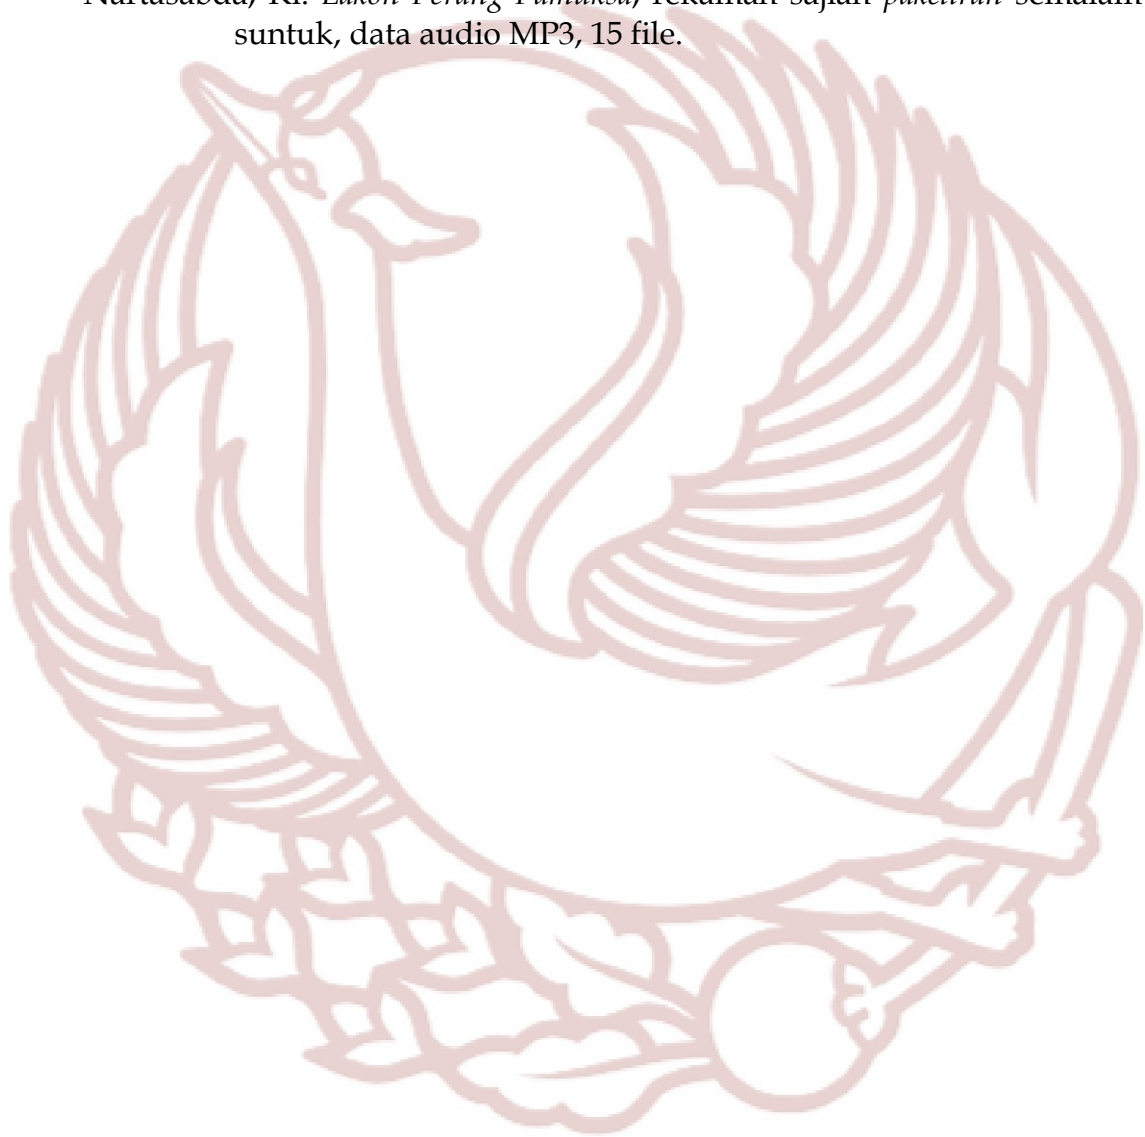 Nartasabda, Ki. Lakon Perang Pamuksa, rekaman sajian pakeliran semalam
suntuk, data audio MP3, 15 file.